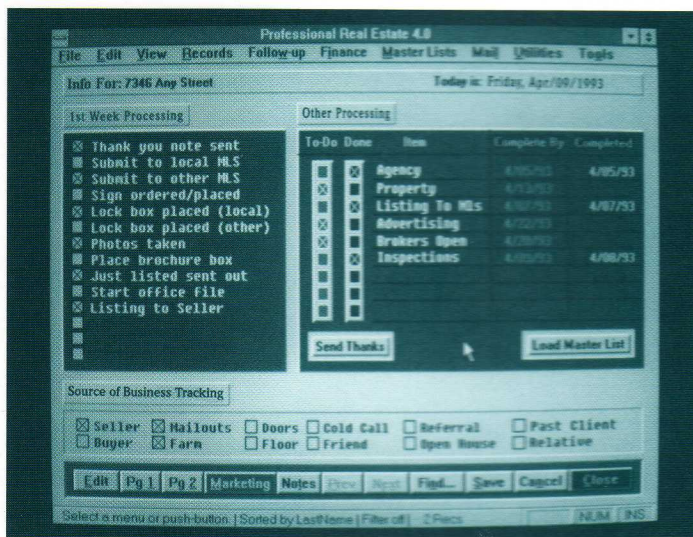 Professional Real Estate 4.0
File Edit View Records Follow-up Finance Master Lists Mail Utilities Tools
Info For: 7346 Any Street Today is: Friday, Apr/09/1993
1st Week Processing Other Processing
To-Do Done Item Complete By Completed
Thank you note sent
Submit to local MLS
Submit to other MLS
Sign ordered/placed
Lock box placed (local)
Lock box placed (other)
Photos taken
Place brochure box
Just listed sent out
Start office file
Listing to Seller
Agency 4/05/93
Property
Listing To Mls 4/07/93
Advertising
Brokers Open
Inspections 4/08/93
Send Thanks Load Master List
Source of Business Tracking
Seller Mailouts Doors Cold Call Referral Past Client
Buyer Farm Floor Friend Open House Relative
Edit Pg 1 Pg 2 Marketing Notes Prev Next Find... Save Cancel Close
Select a menu or push-button | Sorted by LastName | Filter off | 2 Recs NUM INS